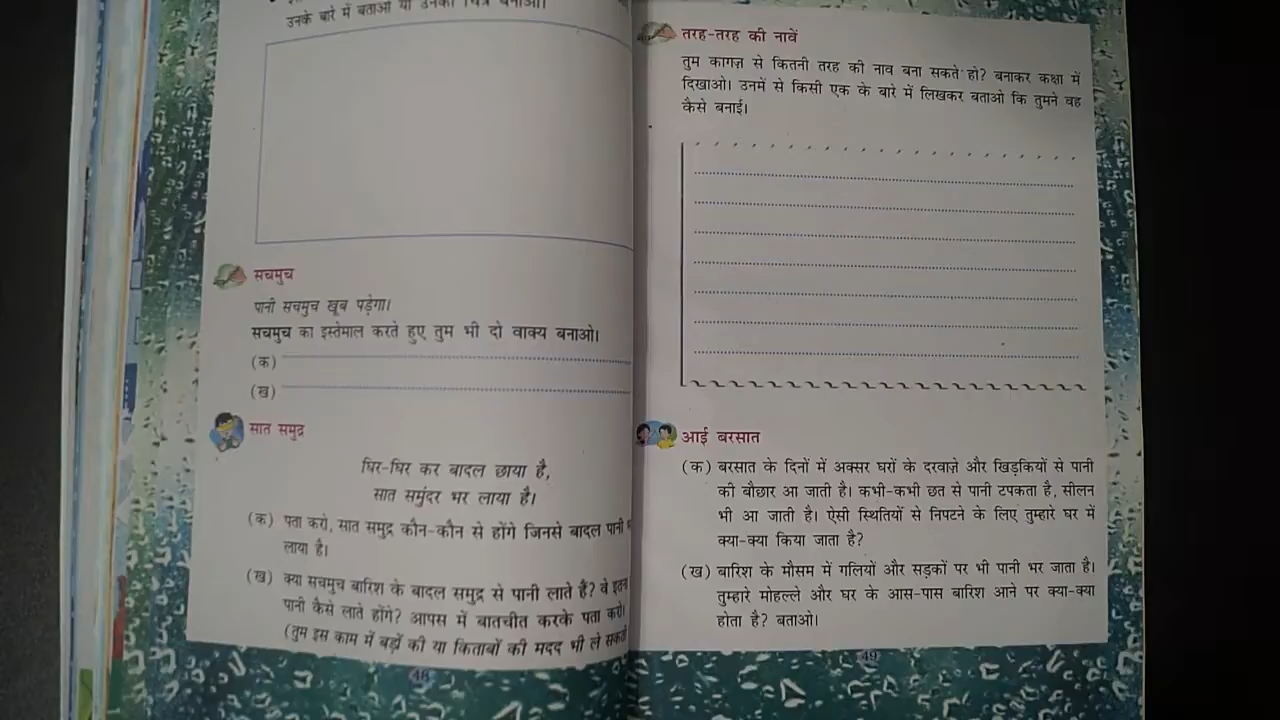 उनके बारे में बताओ या उनका चित्र बनाओ।
सचमुच
पानी सचमुच खूब पड़ेगा।
सचमुच का इस्तेमाल करते हुए तुम भी दो वाक्य बनाओ।
(क)
(ख)
सात समुद्र
घिर-घिर कर बादल छाया है,
सात समुंदर भर लाया है।
(क) पता करो, सात समुद्र कौन-कौन से होंगे जिनसे बादल पानी
लाया है।
(ख) क्या सचमुच बारिश के बादल समुद्र से पानी लाते हैं? वे इतना
पानी कैसे लाते होंगे? आपस में बातचीत करके पता करो।
(तुम इस काम में बड़ों की या किताबों की मदद भी ले
48
तरह-तरह की नावें
तुम कागज़ से कितनी तरह की नाव बना सकते हो? बनाकर कक्षा में
दिखाओ। उनमें से किसी एक के बारे में लिखकर बताओ कि तुमने वह
कैसे बनाई।
आई बरसात
(क) बरसात के दिनों में अक्सर घरों के दरवाज़े और खिड़कियों से पानी
की बौछार आ जाती है। कभी-कभी छत से पानी टपकता है, सीलन
भी आ जाती है। ऐसी स्थितियों से निपटने के लिए तुम्हारे घर में
क्या-क्या किया जाता है?
(ख) बारिश के मौसम में गलियों और सड़कों पर भी पानी भर जाता है।
तुम्हारे मोहल्ले और घर के आस-पास बारिश आने पर क्या-क्या
होता है? बताओ।
49